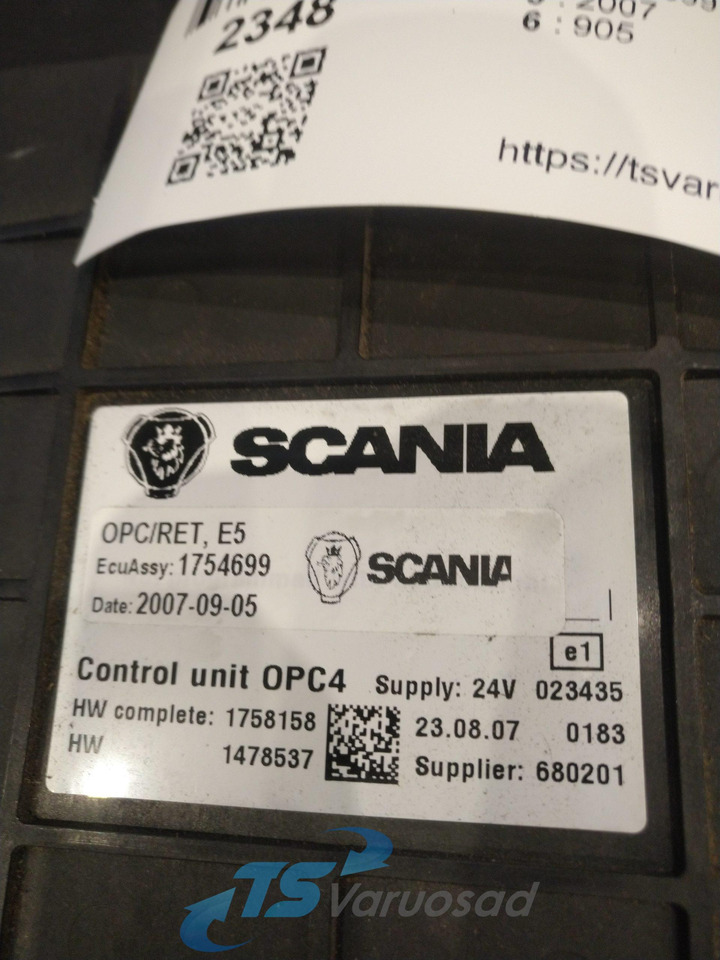 2348
: 2007
6 : 905
https://tsvar
SCANIA
OPC/RET, E5
EcuAssy: 1754699
SCANIA
Date: 2007-09-05
e1
Control unit OPC4 Supply: 24V 023435
HW complete: 1758158 23.08.07 0183
HW 1478537 Supplier: 680201
TS Varuosad